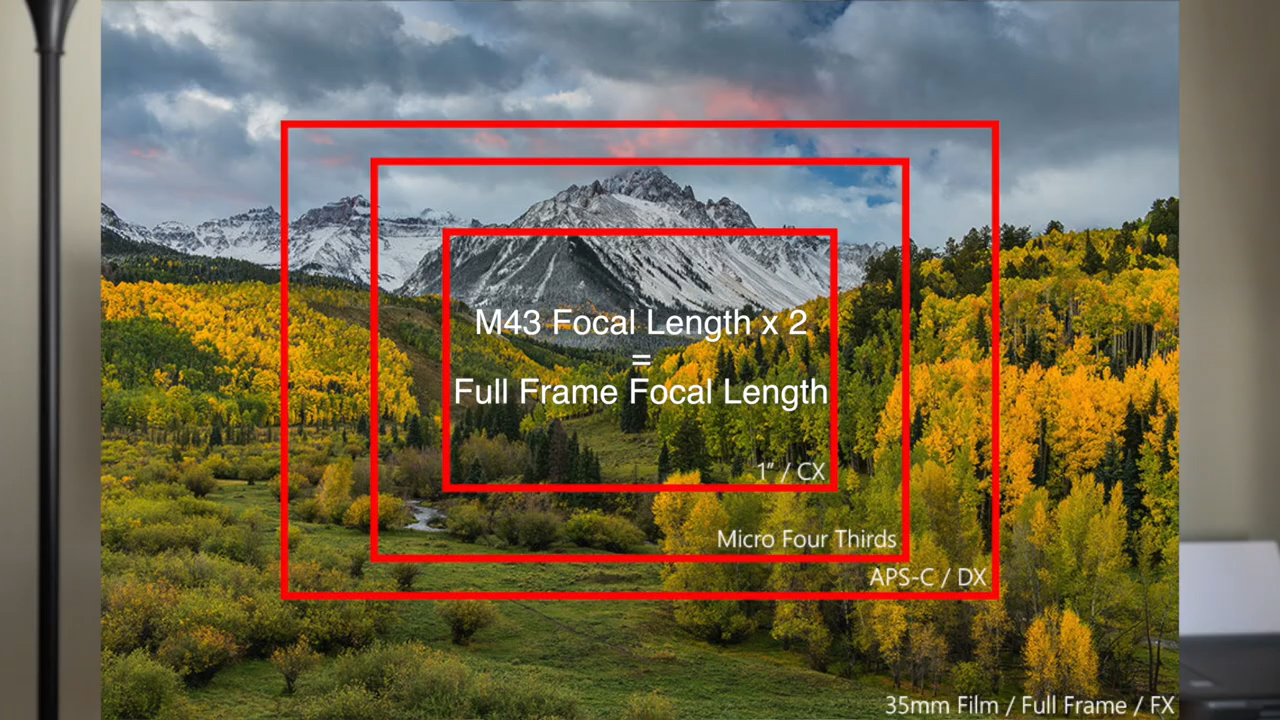 M43 Focal Length x 2
=
Full Frame Focal Length
1” / CX
Micro Four Thirds
APS-C / DX
35mm Film / Full Frame / FX